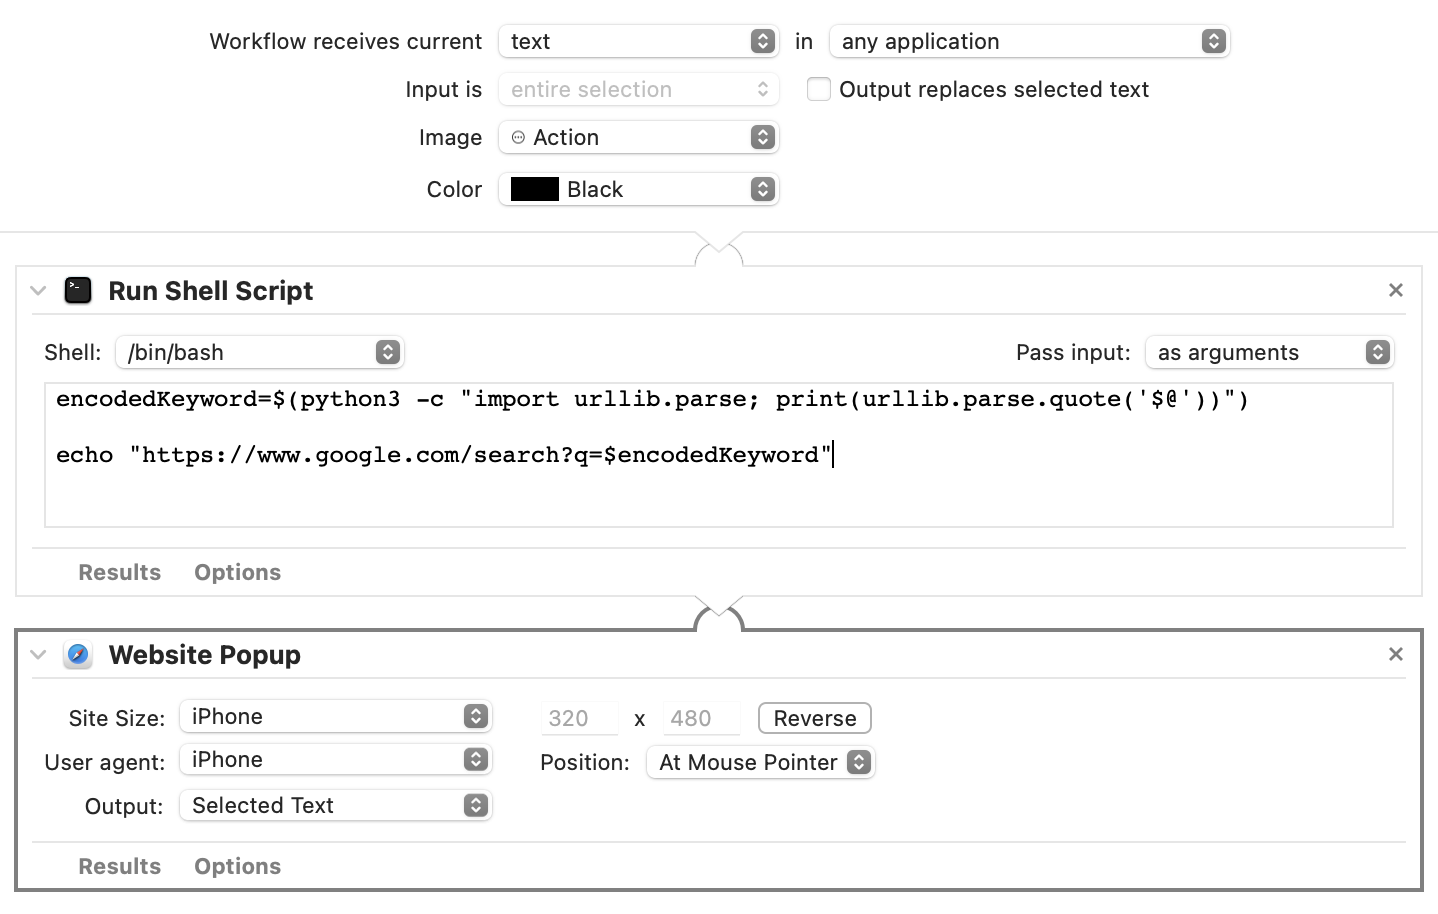 Workflow receives current text in any application
Input is entire selection Output replaces selected text
Image Action
Color Black
Run Shell Script
Shell: /bin/bash Pass input: as arguments
encodedKeyword=$(python3 -c "import urllib.parse; print(urllib.parse.quote('$@'))")
echo "https://www.google.com/search?q=$encodedKeyword"
Results Options
Website Popup
Site Size: iPhone 320 x 480 Reverse
User agent: iPhone Position: At Mouse Pointer
Output: Selected Text
Results Options